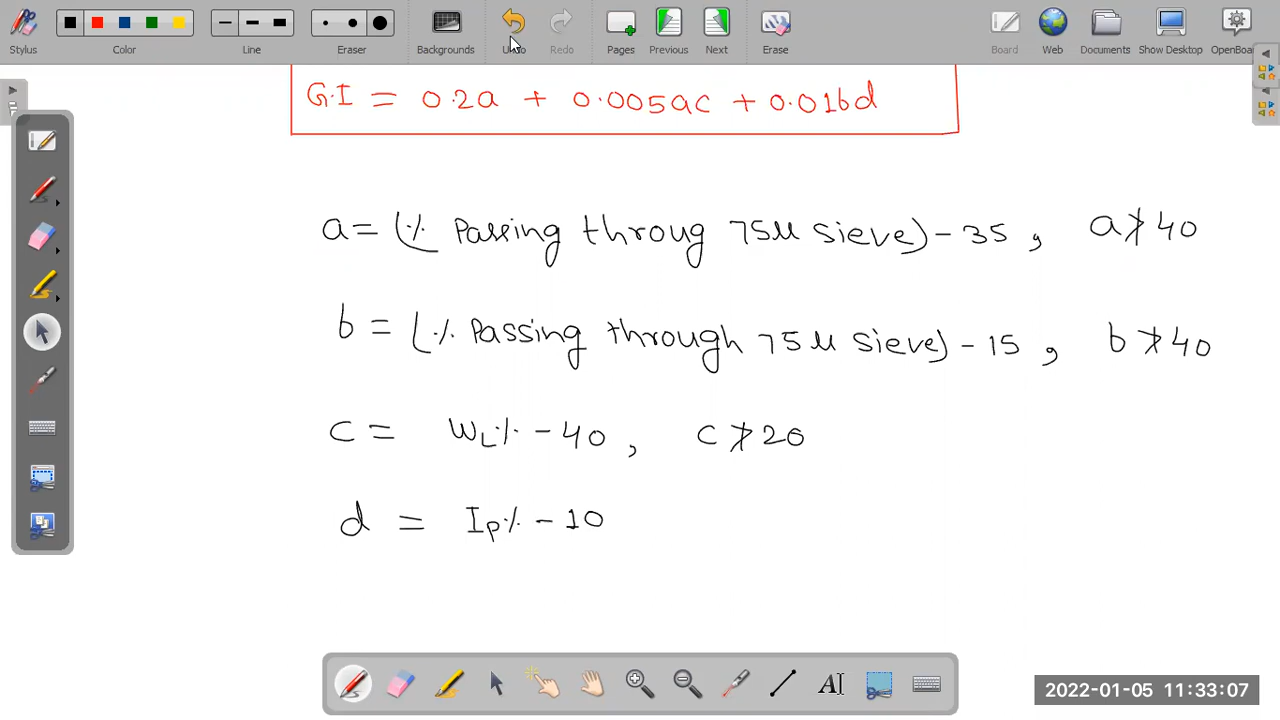 Stylus Color Line Eraser Backgrounds Undo Redo Pages Previous Next Erase Board Web Documents Show Desktop OpenBoard
G.I = 0.2a + 0.005ac + 0.01bd
a = (% Passing throug 75μ sieve) - 35, a ≯ 40
b = (% Passing through 75μ sieve) - 15, b ≯ 40
c = WL% - 40, c ≯ 20
d = Ip% - 10
2022-01-05 11:33:07